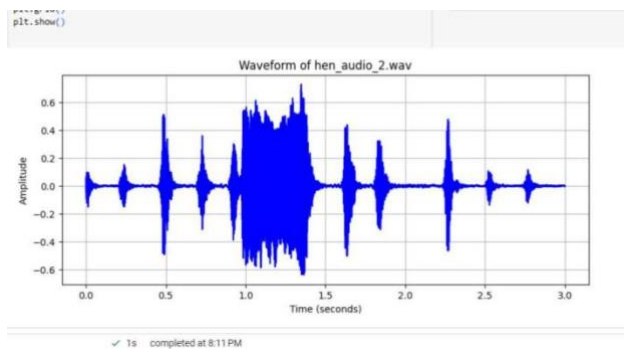 plt.show()
Waveform of hen_audio_2.wav
Amplitude
0.6
0.4
0.2
0.0
−0.2
−0.4
−0.6
0.0 0.5 1.0 1.5 2.0 2.5 3.0
Time (seconds)
✓ 1s completed at 8:11 PM